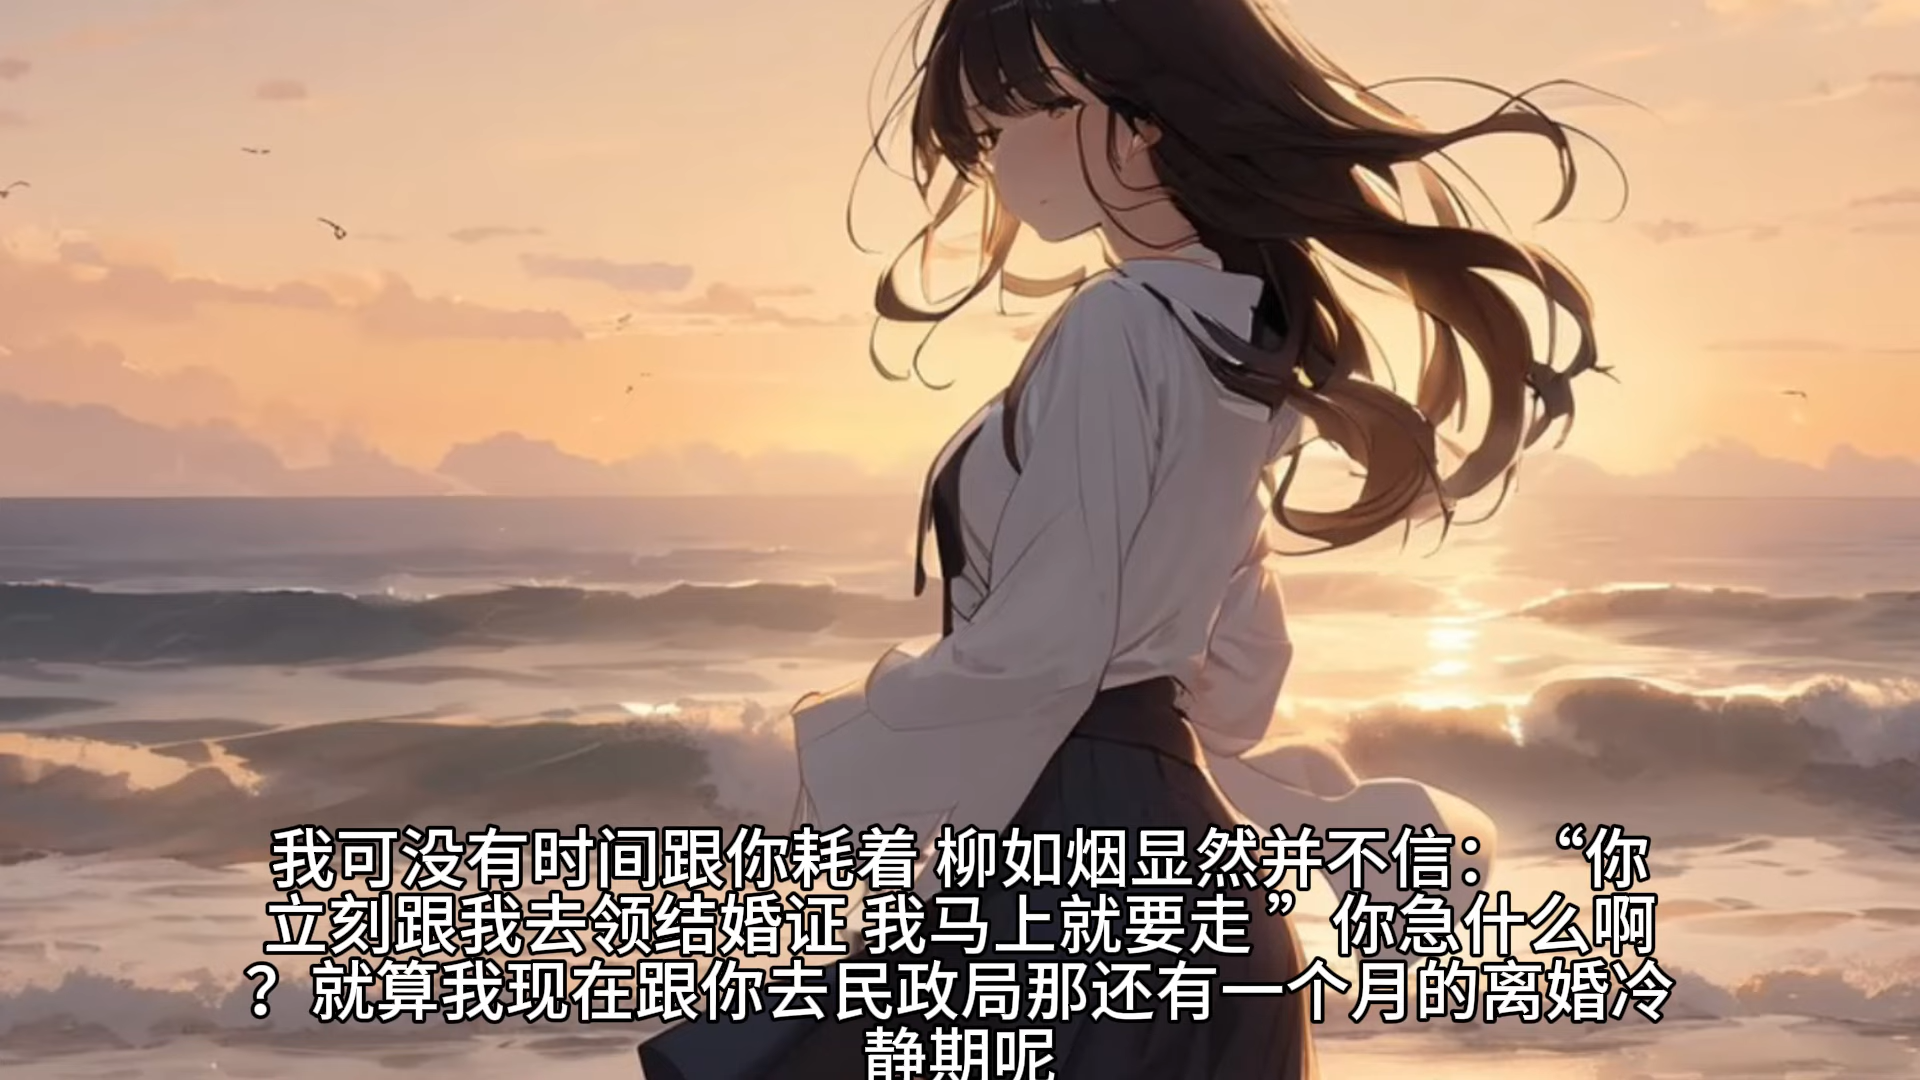 我可没有时间跟你耗着 柳如烟显然并不信：“你
立刻跟我去领结婚证 我马上就要走 ”你急什么啊
？就算我现在跟你去民政局那还有一个月的离婚冷
静期呢